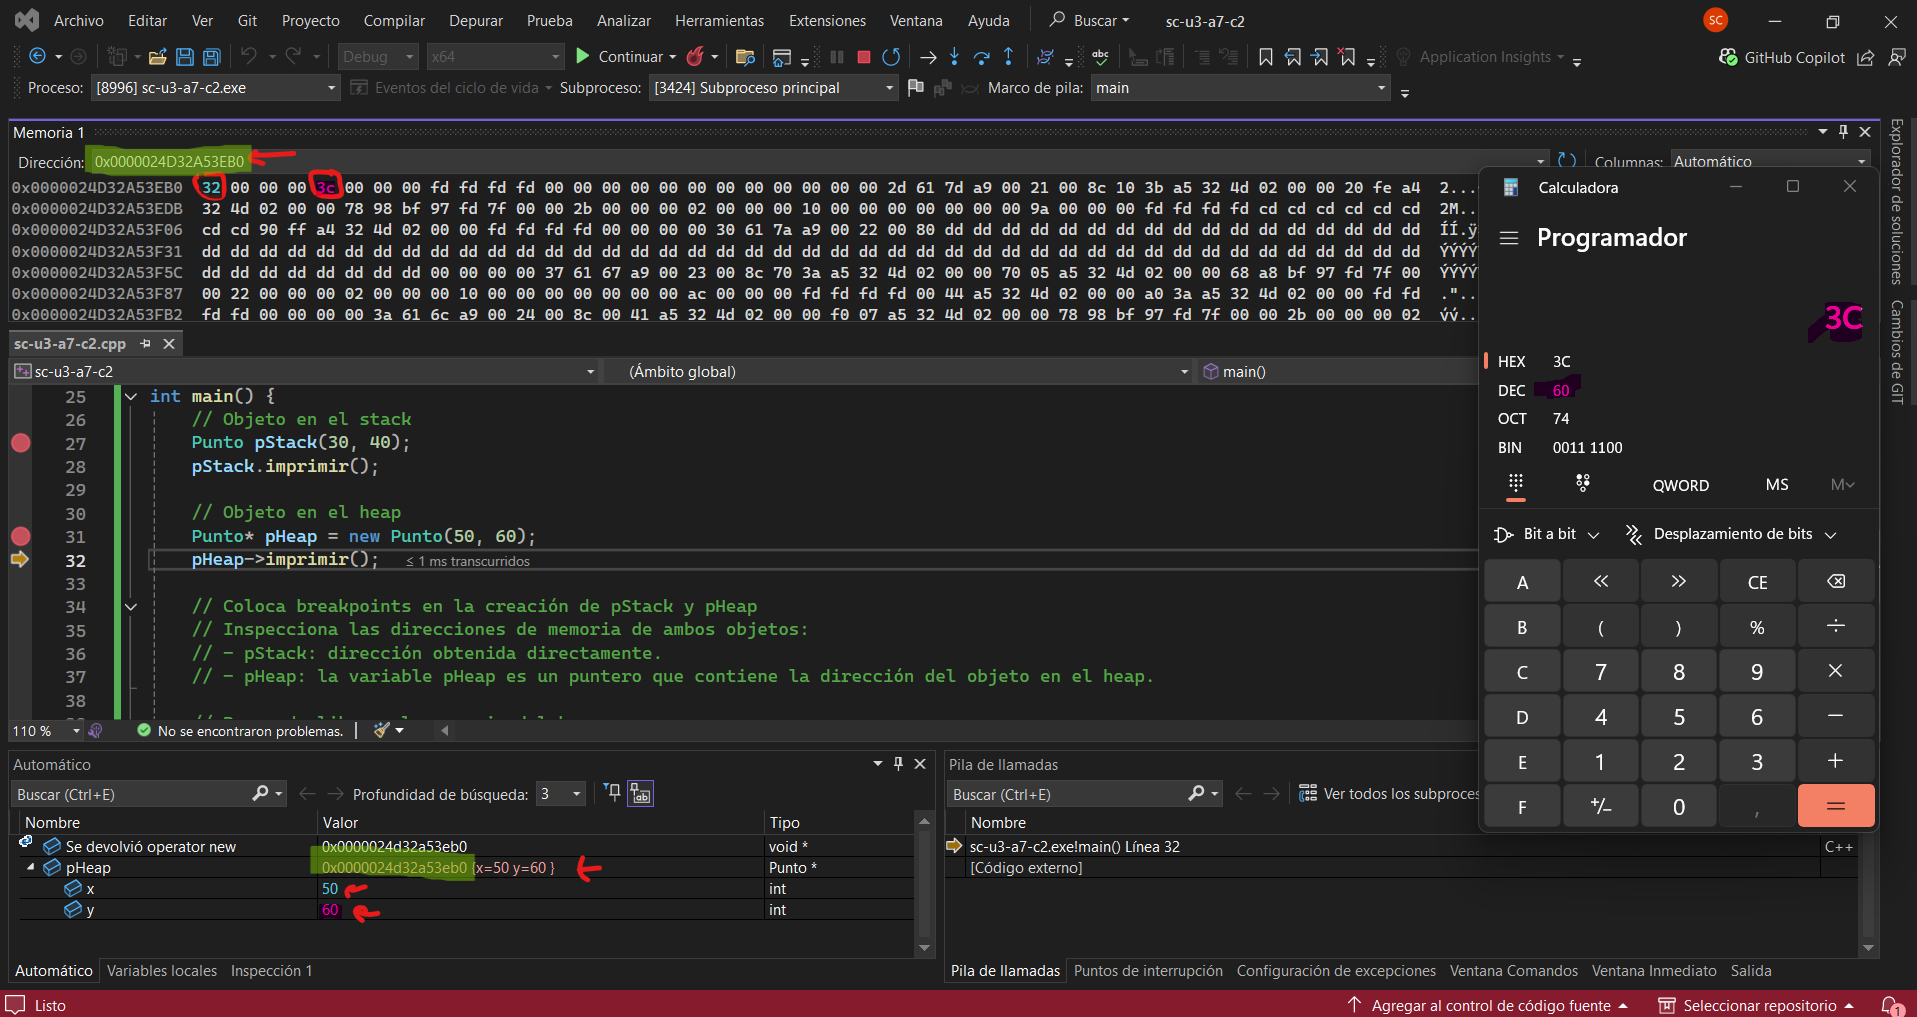 Archivo Editar Ver Git Proyecto Compilar Depurar Prueba Analizar Herramientas Extensiones Ventana Ayuda Buscar sc-u3-a7-c2 SC
Debug x64 Continuar Application Insights GitHub Copilot
Proceso: [8996] sc-u3-a7-c2.exe Eventos del ciclo de vida Subproceso: [3424] Subproceso principal Marco de pila: main
Memoria 1
Dirección: 0x0000024D32A53EB0 Columnas: Automático
0x0000024D32A53EB0 32 00 00 00 3c 00 00 00 fd fd fd fd 00 00 00 00 00 00 00 00 00 00 00 00 2d 61 7d a9 00 21 00 8c 10 3b a5 32 4d 02 00 00 20 fe a4 2...
0x0000024D32A53EDB 32 4d 02 00 00 78 98 bf 97 fd 7f 00 00 2b 00 00 00 02 00 00 00 10 00 00 00 00 00 00 00 9a 00 00 00 fd fd fd fd cd cd cd cd cd cd 2M..
0x0000024D32A53F06 cd cd 90 ff a4 32 4d 02 00 00 fd fd fd fd 00 00 00 00 30 61 7a a9 00 22 00 80 dd dd dd dd dd dd dd dd dd dd dd dd dd dd dd dd dd ÍÍ.ÿ
0x0000024D32A53F31 dd dd dd dd dd dd dd dd dd dd dd dd dd dd dd dd dd dd dd dd dd dd dd dd dd dd dd dd dd dd dd dd dd dd dd dd dd dd dd dd dd dd dd ÝÝÝÝ
0x0000024D32A53F5C dd dd dd dd dd dd dd dd 00 00 00 00 37 61 67 a9 00 23 00 8c 70 3a a5 32 4d 02 00 00 70 05 a5 32 4d 02 00 00 68 a8 bf 97 fd 7f 00 ÝÝÝÝ
0x0000024D32A53F87 00 22 00 00 00 02 00 00 00 10 00 00 00 00 00 00 00 ac 00 00 00 fd fd fd fd 00 44 a5 32 4d 02 00 00 a0 3a a5 32 4d 02 00 00 fd fd ."..
0x0000024D32A53FB2 fd fd 00 00 00 00 3a 61 6c a9 00 24 00 8c 00 41 a5 32 4d 02 00 00 f0 07 a5 32 4d 02 00 00 78 98 bf 97 fd 7f 00 00 2b 00 00 00 02 ýý..
Explorador de soluciones
Cambios de GIT
sc-u3-a7-c2.cpp
sc-u3-a7-c2 (Ámbito global) main()
25 int main() {
26 // Objeto en el stack
27 Punto pStack(30, 40);
28 pStack.imprimir();
29
30 // Objeto en el heap
31 Punto* pHeap = new Punto(50, 60);
32 pHeap->imprimir(); ≤ 1 ms transcurridos
33
34 // Coloca breakpoints en la creación de pStack y pHeap
35 // Inspecciona las direcciones de memoria de ambos objetos:
36 // - pStack: dirección obtenida directamente.
37 // - pHeap: la variable pHeap es un puntero que contiene la dirección del objeto en el heap.
38
110 % No se encontraron problemas.
Calculadora
Programador
3C
HEX 3C
DEC 60
OCT 74
BIN 0011 1100
QWORD MS M
Bit a bit Desplazamiento de bits
A << >> CE
B ( ) % ÷
C 7 8 9 ×
D 4 5 6 −
E 1 2 3 +
F +/− 0 , =
Automático
Buscar (Ctrl+E) Profundidad de búsqueda: 3
Nombre Valor Tipo
Se devolvió operator new 0x0000024d32a53eb0 void *
pHeap 0x0000024d32a53eb0 {x=50 y=60 } Punto *
x 50 int
y 60 int
Automático Variables locales Inspección 1
Pila de llamadas
Buscar (Ctrl+E) Ver todos los subproces
Nombre
sc-u3-a7-c2.exe!main() Línea 32 C++
[Código externo]
Pila de llamadas Puntos de interrupción Configuración de excepciones Ventana Comandos Ventana Inmediato Salida
Listo Agregar al control de código fuente Seleccionar repositorio 1